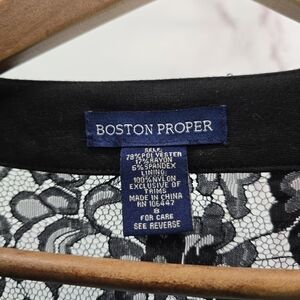 BOSTON PROPER
SELF
78%POLYESTER
17%RAYON
5%SPANDEX
LINING
100%NYLON
EXCLUSIVE OF
TRIMS
MADE IN CHINA
RN 106447
8
FOR CARE
SEE REVERSE